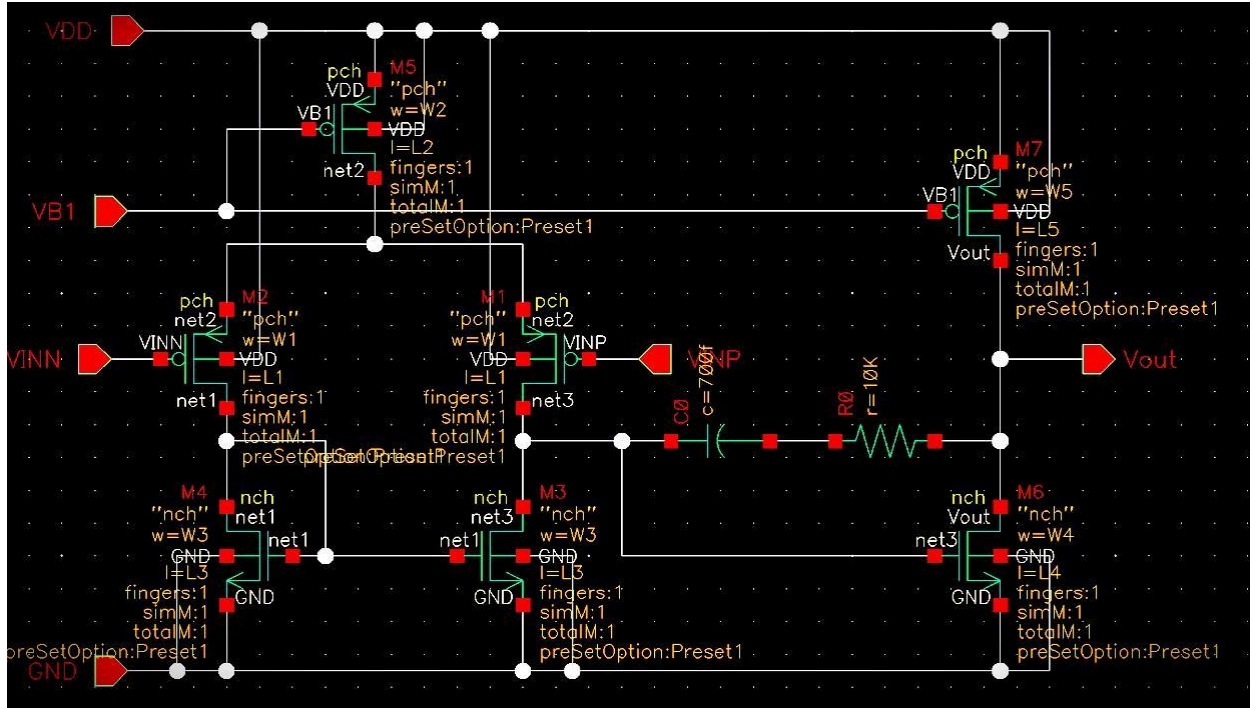 VDD
pch
M5
VDD
"pch"
w=W2
VB1
VDD
l=L2
net2
fingers:1
simM:1
totalM:1
preSetOption:Preset1
VB1
pch
M7
VDD
"pch"
w=W5
VB1
VDD
l=L5
Vout
fingers:1
simM:1
totalM:1
preSetOption:Preset1
pch
M2
net2
"pch"
w=W1
VINN
VINN
VDD
l=L1
net1
fingers:1
simM:1
totalM:1
M1
pch
"pch"
net2
w=W1
VINP
VDD
VINP
l=L1
fingers:1
net3
simM:1
totalM:1
preSetOption:Preset1
C0
c=700f
R0
r=10K
Vout
M4
nch
"nch"
net1
w=W3
net1
GND
l=L3
fingers:1
GND
simM:1
totalM:1
preSetOption:Preset1
nch
M3
net3
"nch"
w=W3
net1
GND
l=L3
GND
fingers:1
simM:1
totalM:1
preSetOption:Preset1
nch
M6
Vout
"nch"
w=W4
net3
GND
l=L4
GND
fingers:1
simM:1
totalM:1
preSetOption:Preset1
GND